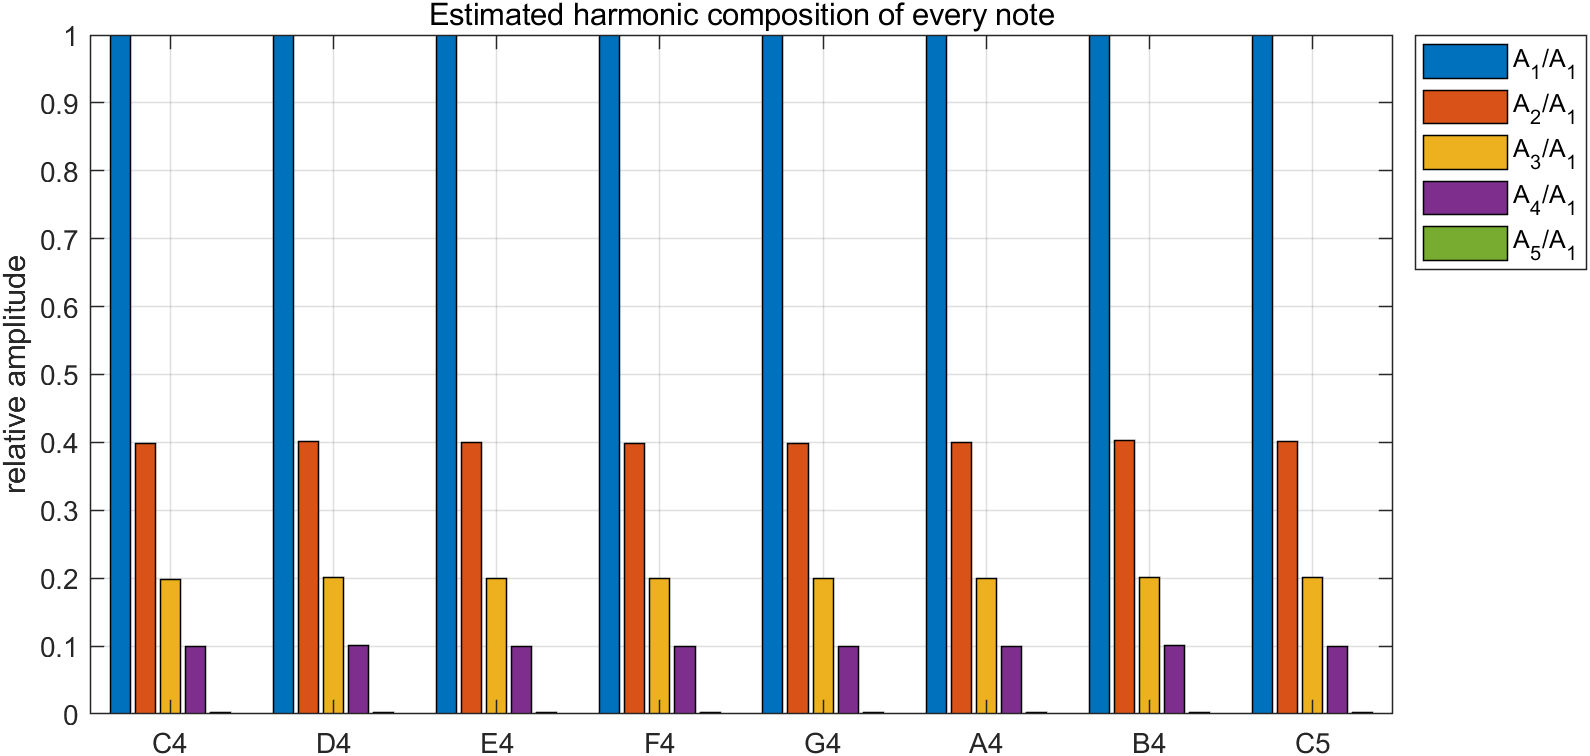 Estimated harmonic composition of every note
1
0.9
0.8
0.7
0.6
0.5
0.4
0.3
0.2
0.1
0
relative amplitude
C4 D4 E4 F4 G4 A4 B4 C5
A₁/A₁
A₂/A₁
A₃/A₁
A₄/A₁
A₅/A₁